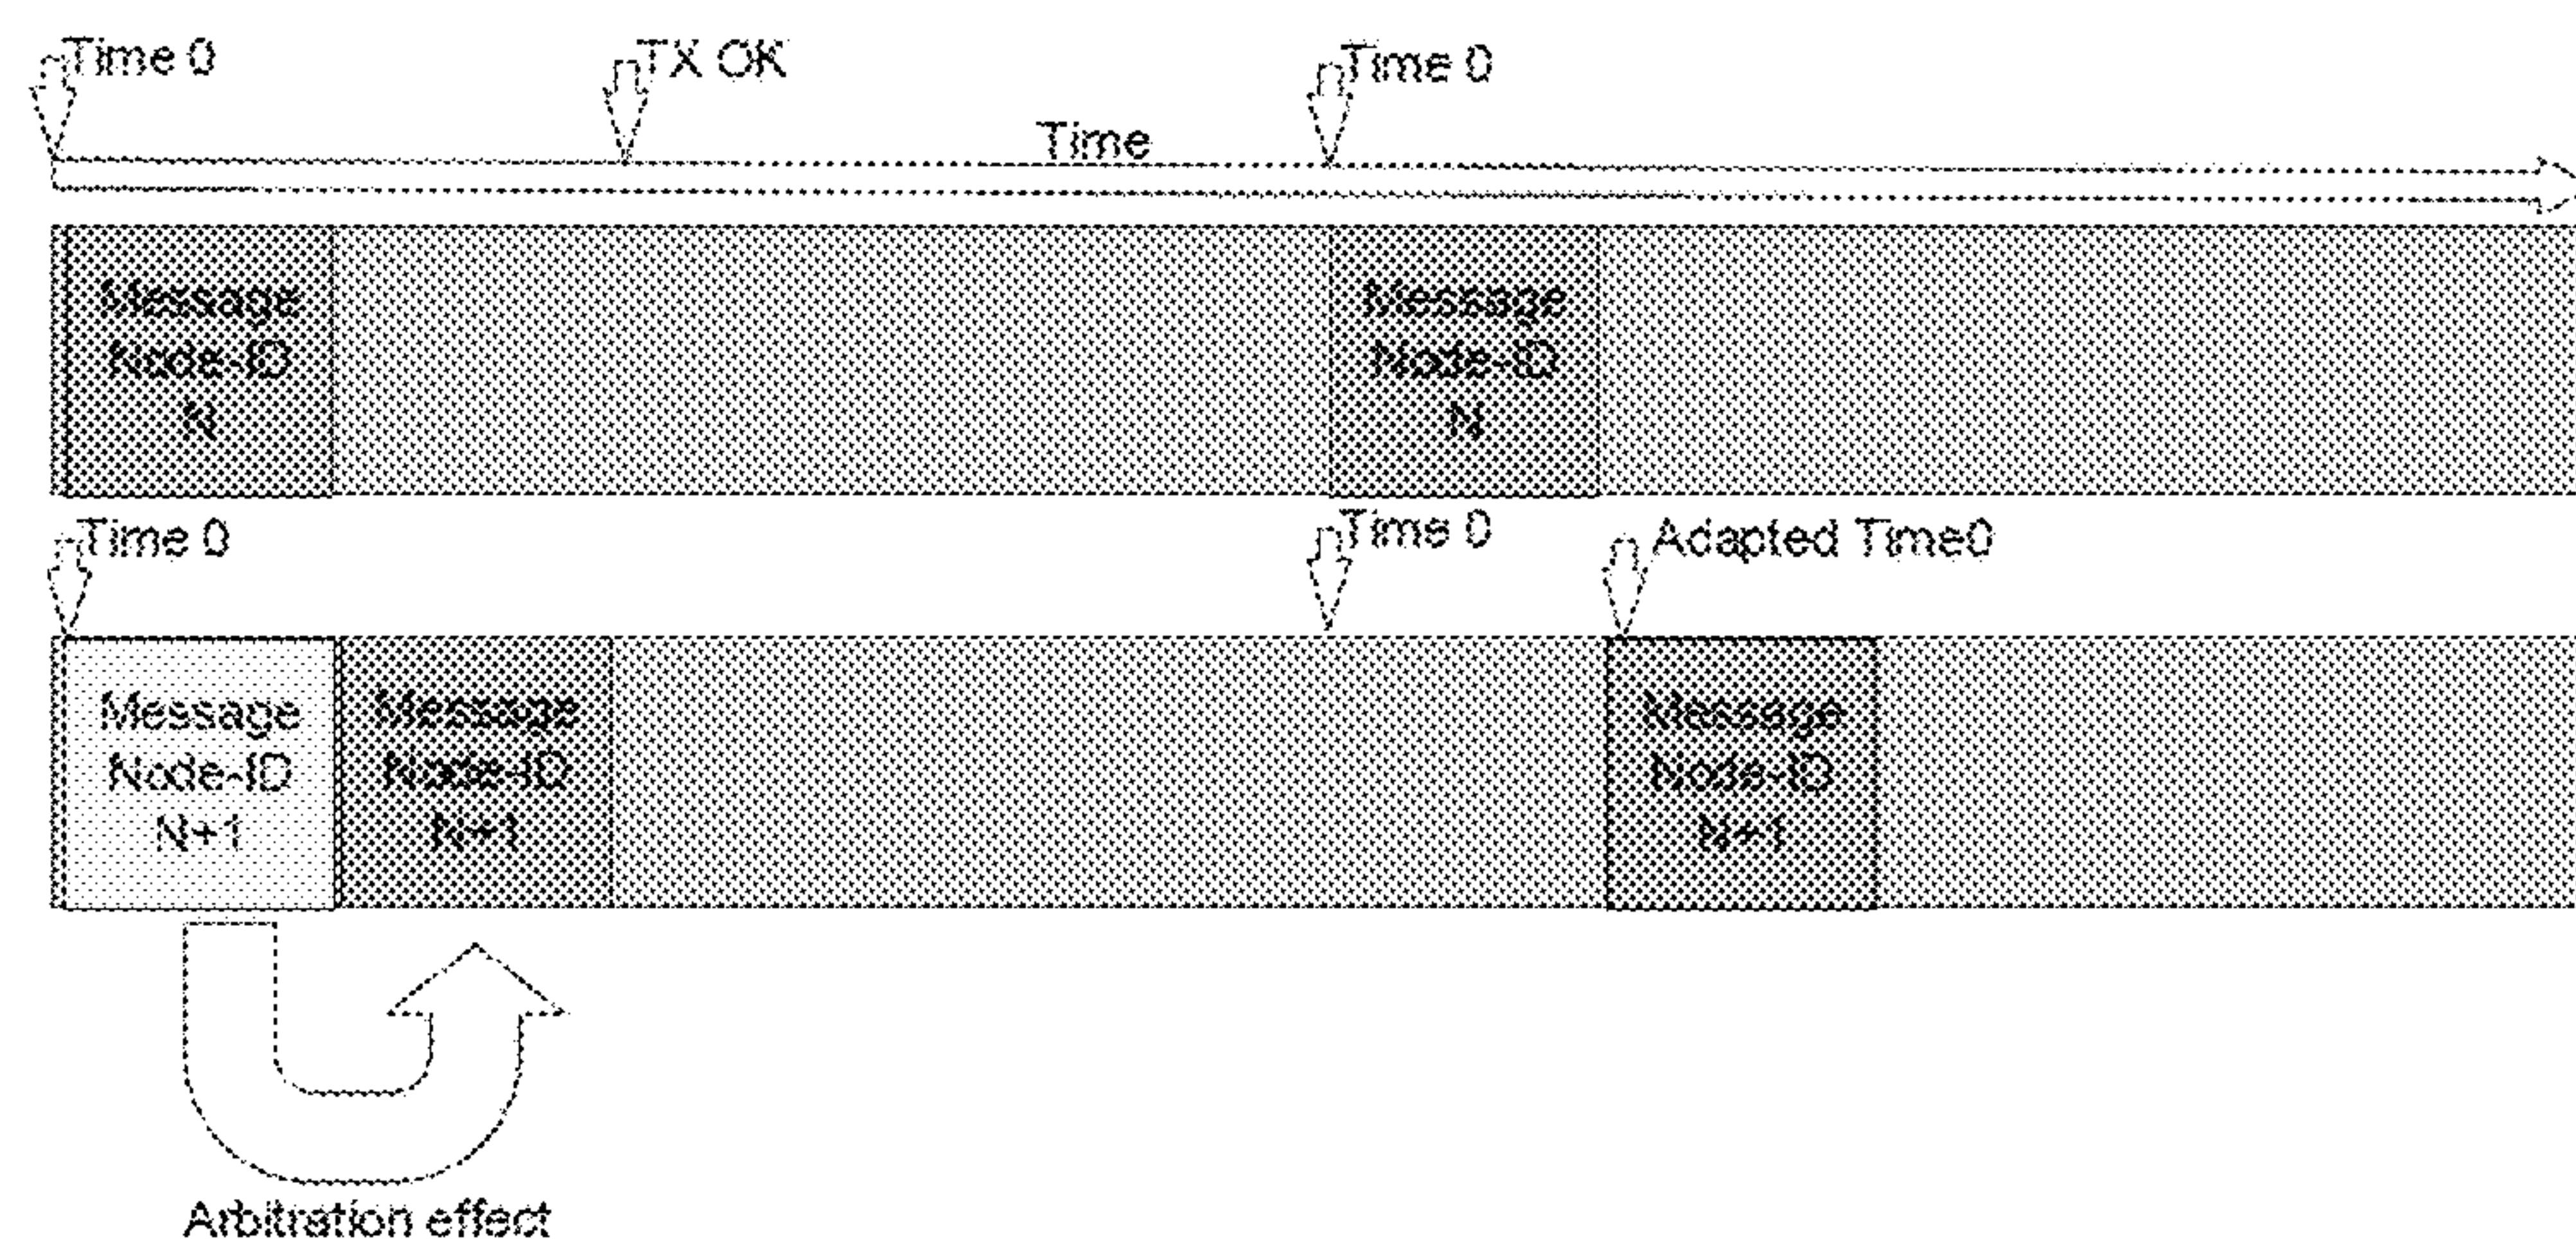 Time 0
TX OK
Time 0
Time
Message
Node-ID
N
Message
Node-ID
N
Time 0
Time 0
Adapted Time0
Message
Node-ID
N+1
Message
Node-ID
N+1
Message
Node-ID
N+1
Arbitration effect